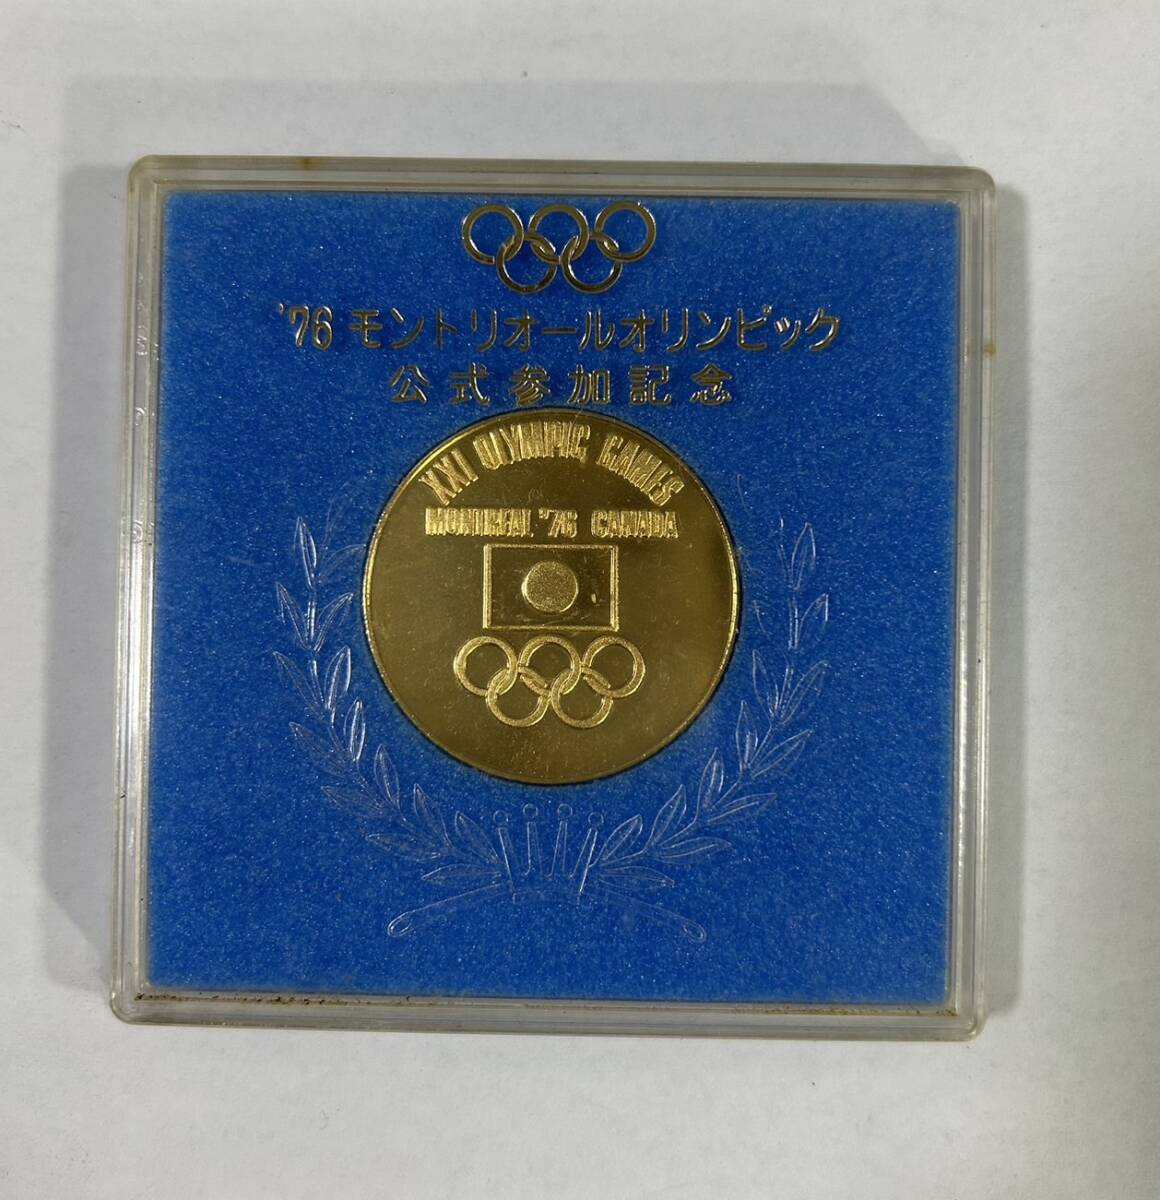 '76 モントリオールオリンピック
公式参加記念
XXI OLYMPIC GAMES
MONTREAL '76 CANADA